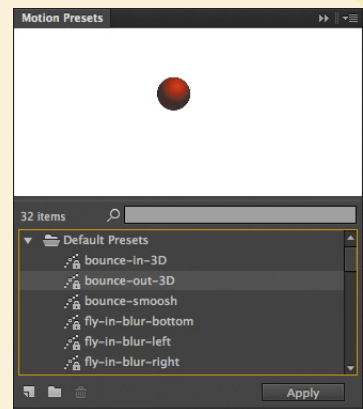 Motion Presets
32 items
Default Presets
bounce-in-3D
bounce-out-3D
bounce-smoosh
fly-in-blur-bottom
fly-in-blur-left
fly-in-blur-right
Apply